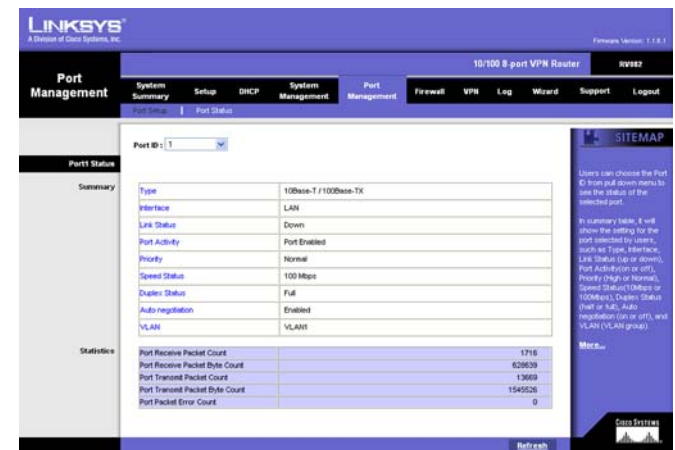 LINKSYS®
A Division of Cisco Systems, Inc.
Firmware Version: 1.1.8.1
10/100 8-port VPN Router
RV082
Port Management
System Summary
Setup
DHCP
System Management
Port Management
Firewall
VPN
Log
Wizard
Support
Logout
Port Setup | Port Status
SITEMAP
Port ID : 1
Port1 Status
Summary
Type 10Base-T / 100Base-TX
Interface LAN
Link Status Down
Port Activity Port Enabled
Priority Normal
Speed Status 100 Mbps
Duplex Status Full
Auto negotiation Enabled
VLAN VLAN1
Statistics
Port Receive Packet Count 1716
Port Receive Packet Byte Count 628639
Port Transmit Packet Count 13669
Port Transmit Packet Byte Count 1545526
Port Packet Error Count 0
Users can choose the Port
ID from pull down menu to
see the status of the
selected port.
In summary table, it will
show the setting for the
port selected by users,
such as Type, Interface,
Link Status (up or down),
Port Activity(on or off),
Priority (High or Normal),
Speed Status(10Mbps or
100Mbps), Duplex Status
(half or full), Auto
negotiation (on or off), and
VLAN (VLAN group).
More...
Refresh
CISCO SYSTEMS